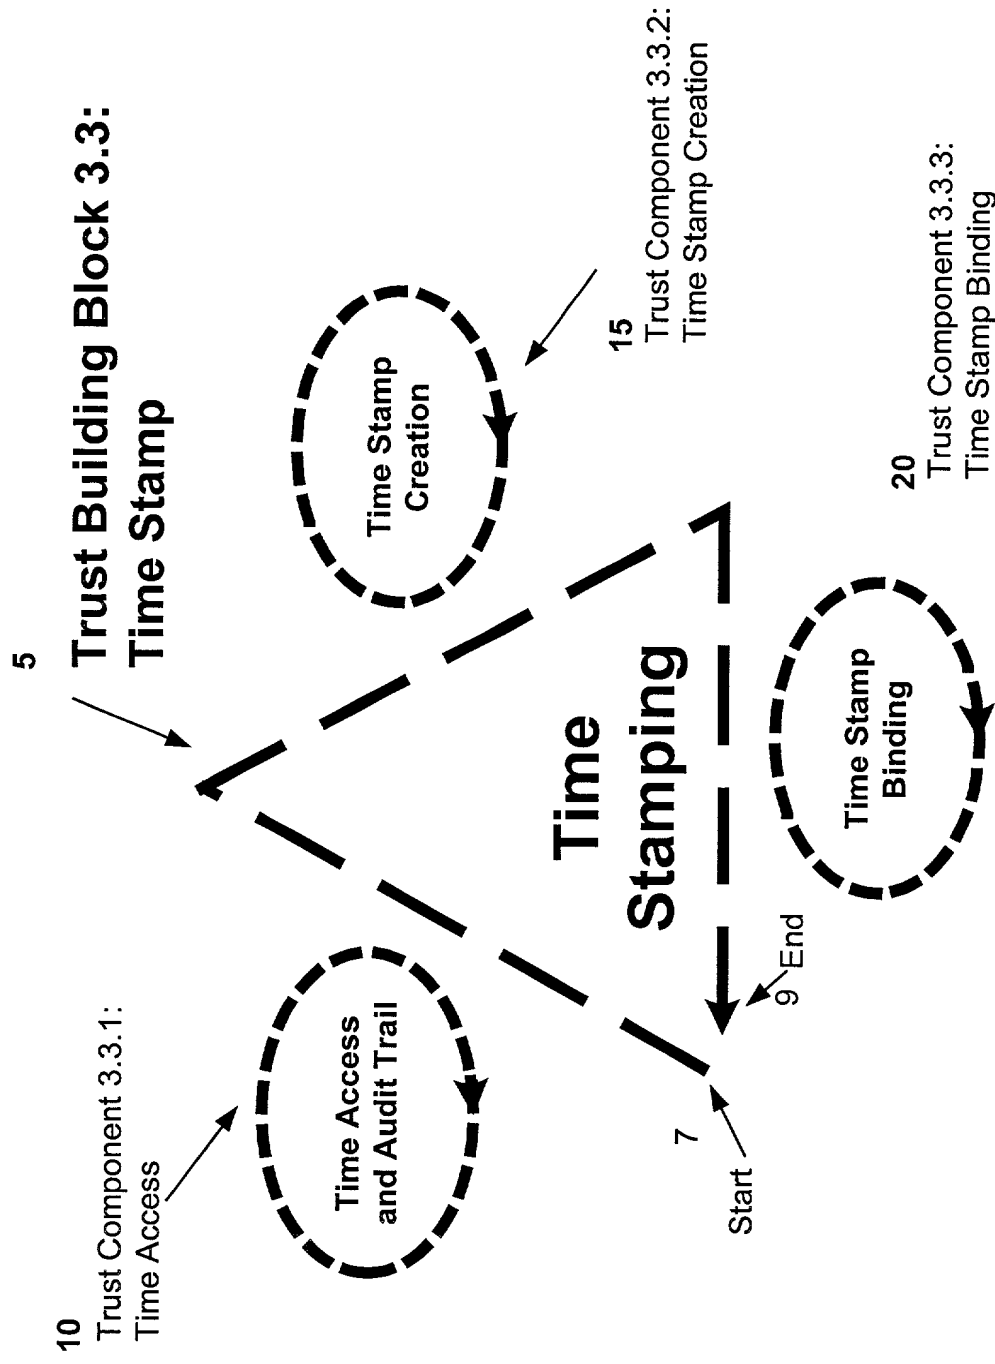 5
Trust Building Block 3.3:
Time Stamp
10
Trust Component 3.3.1:
Time Access
Time Access
and Audit Trail
Time Stamp
Creation
15
Trust Component 3.3.2:
Time Stamp Creation
Time
Stamping
7
Start
9 End
Time Stamp
Binding
20
Trust Component 3.3.3:
Time Stamp Binding